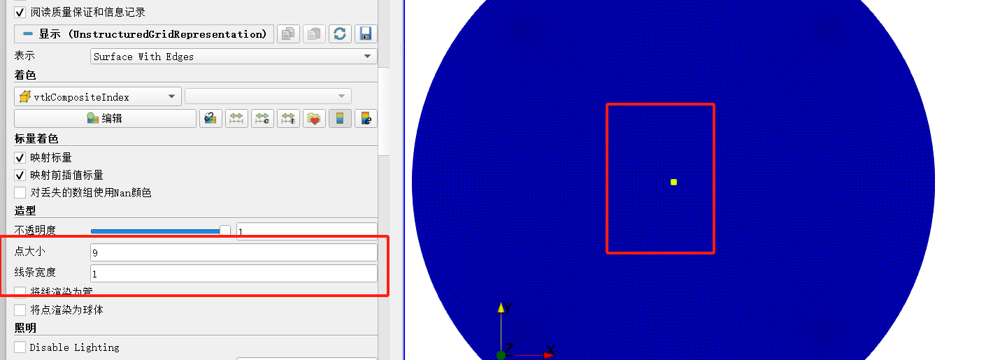 阅读质量保证和信息记录
显示 (UnstructuredGridRepresentation)
表示
Surface With Edges
着色
vtkCompositeIndex
编辑
标量着色
映射标量
映射前插值标量
对丢失的数组使用Nan颜色
造型
不透明度
1
点大小
9
线条宽度
1
将线渲染为管
将点渲染为球体
照明
Disable Lighting
Y
Z
X